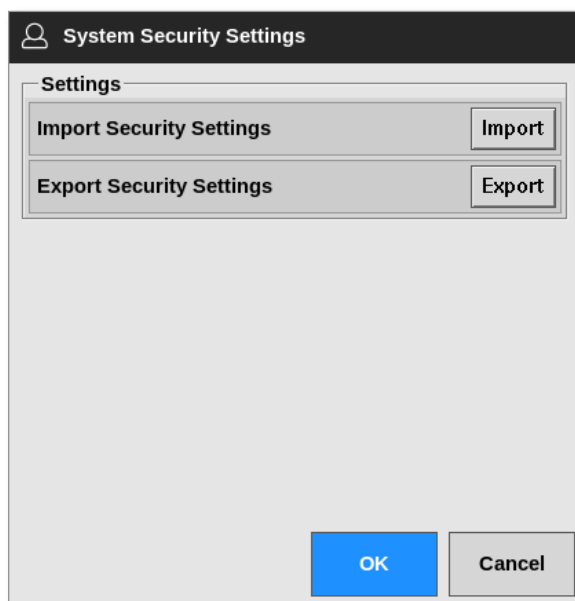 System Security Settings
Settings
Import Security Settings Import
Export Security Settings Export
OK Cancel